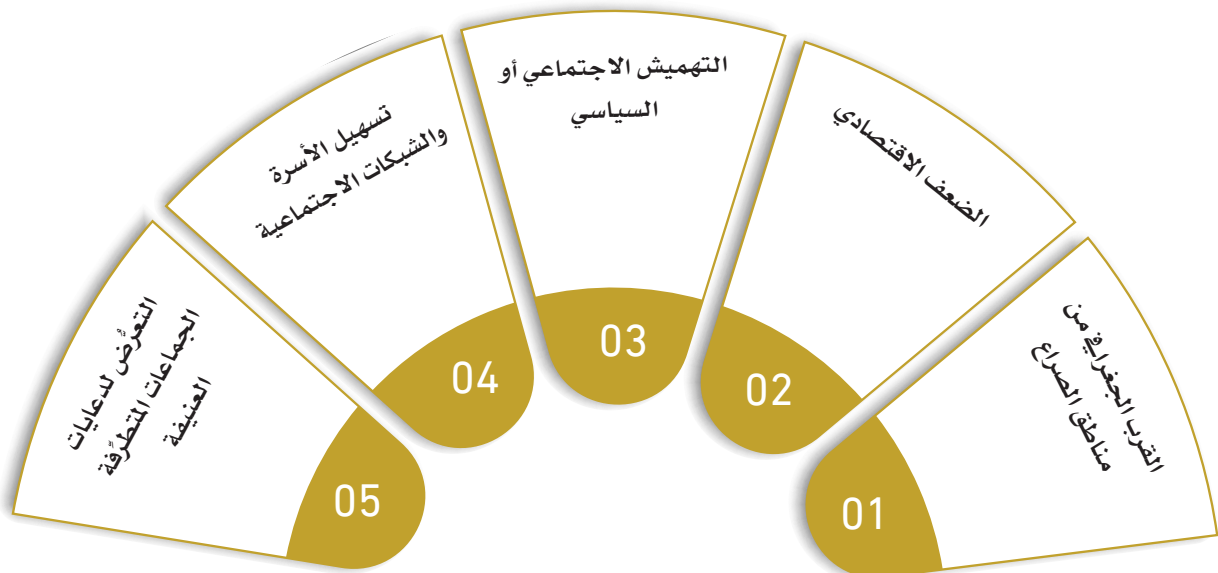 القرب الجغرافي من
مناطق الصراع
01
الضعف الاقتصادي
02
التهميش الاجتماعي أو
السياسي
03
تسهيل الأسرة
والشبكات الاجتماعية
04
التعرُّض لدعايات
الجماعات المتطرِّفة
العنيفة
05